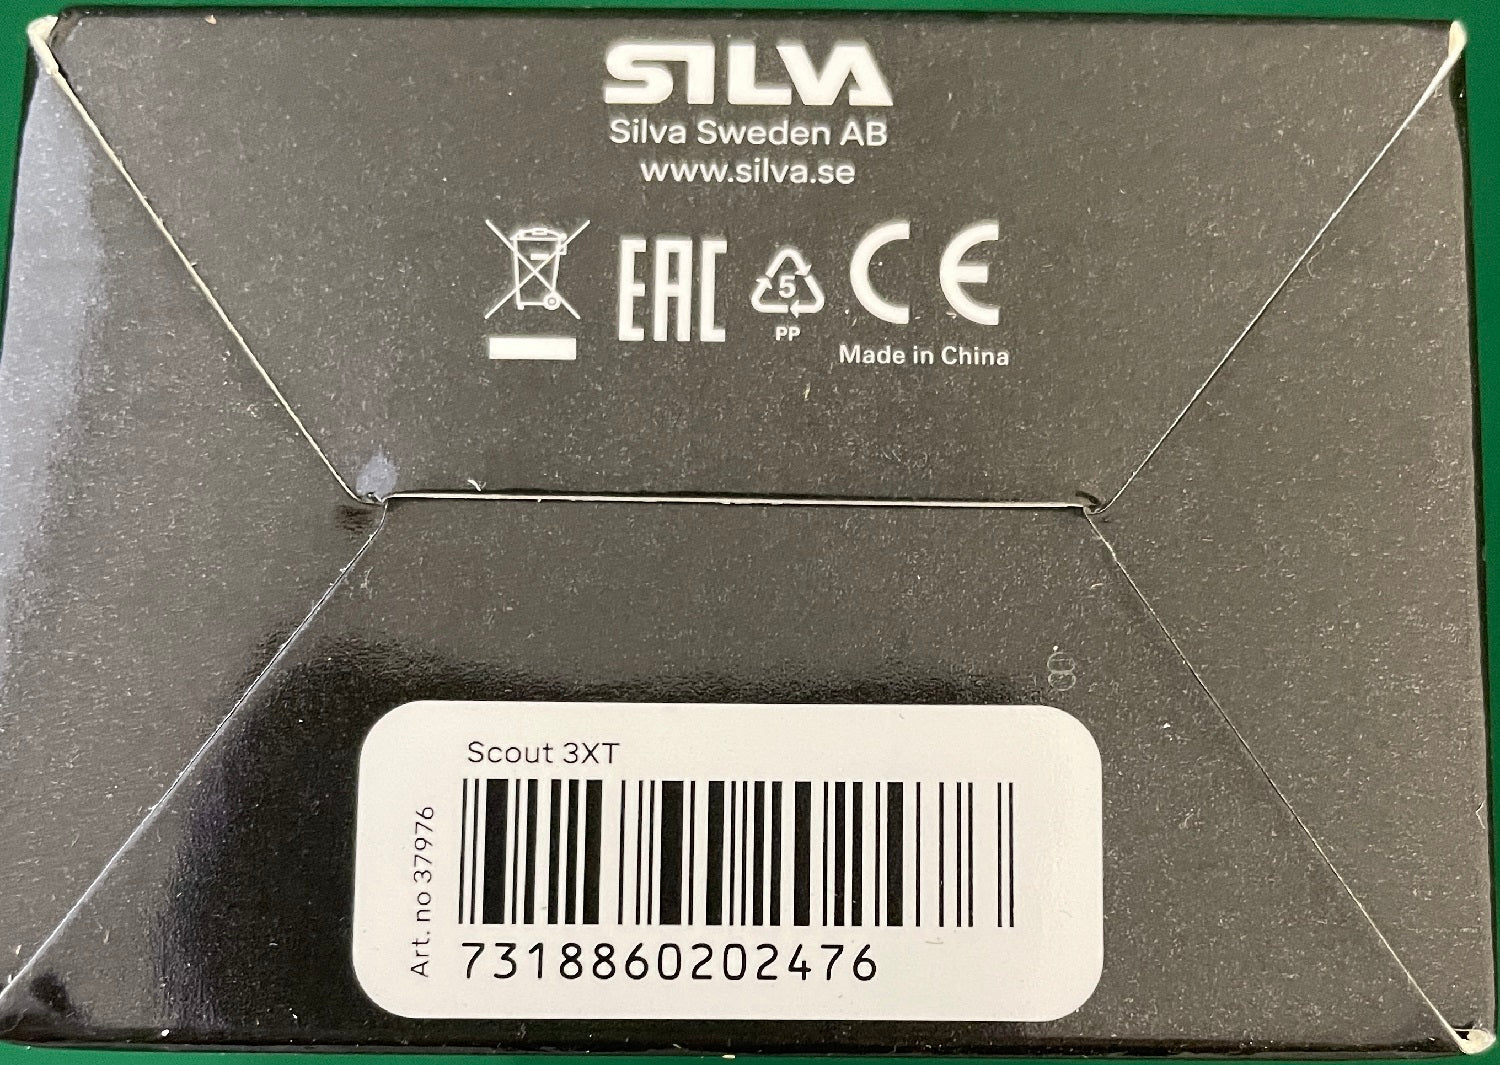 SILVA
Silva Sweden AB
www.silva.se
EAC
5
PP
CE
Made in China
8
Scout 3XT
Art. no 37976
7318860202476